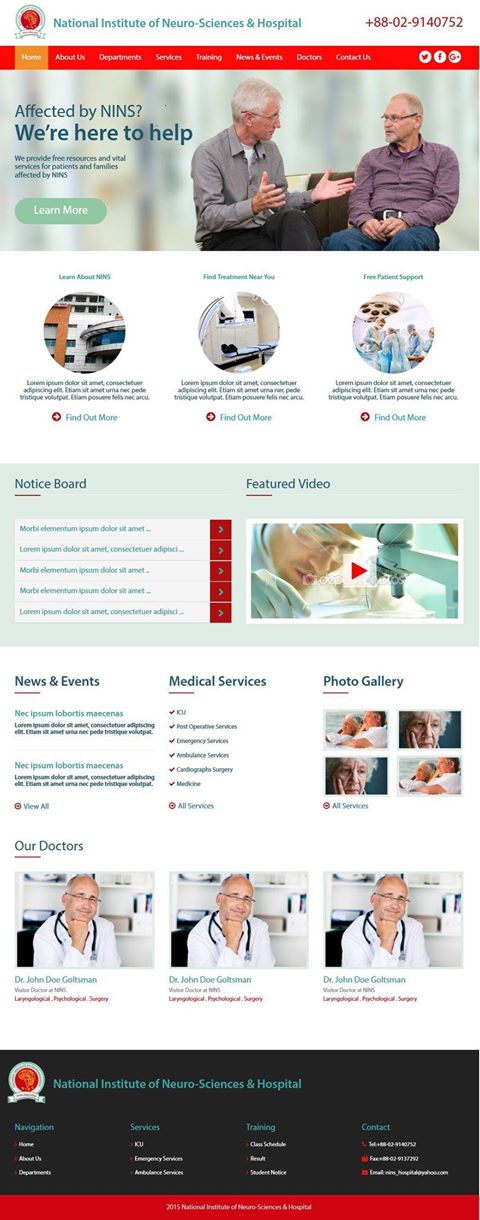 National Institute of Neuro-Sciences & Hospital
+88-02-9140752
Home About Us Departments Services Training News & Events Doctors Contact Us
Affected by NINS?
We're here to help
We provide free resources and vital
services for patients and families
affected by NINS
Learn More
Learn About NINS
Lorem ipsum dolor sit amet, consectetuer
adipiscing elit. Etiam sit amet urna nec pede
tristique volutpat. Etiam posuere felis nec arcu.
Find Out More
Find Treatment Near You
Lorem ipsum dolor sit amet, consectetuer
adipiscing elit. Etiam sit amet urna nec pede
tristique volutpat. Etiam posuere felis nec arcu.
Find Out More
Free Patient Support
Lorem ipsum dolor sit amet, consectetuer
adipiscing elit. Etiam sit amet urna nec pede
tristique volutpat. Etiam posuere felis nec arcu.
Find Out More
Notice Board
Morbi elementum ipsum dolor sit amet ...
Lorem ipsum dolor sit amet, consectetuer adipisci ...
Morbi elementum ipsum dolor sit amet ..
Morbi elementum ipsum dolor sit amet ...
Lorem ipsum dolor sit amet, consectetuer adipisci ...
Featured Video
News & Events
Nec ipsum lobortis maecenas
Lorem ipsum dolor sit amet, consectetuer adipiscing
elit. Etiam sit amet urna nec pede tristique volutpat.
Nec ipsum lobortis maecenas
Lorem ipsum dolor sit amet, consectetuer adipiscing
elit. Etiam sit amet urna nec pede tristique volutpat.
View All
Medical Services
ICU
Post Operative Services
Emergency Services
Ambulance Services
Cardiographs Surgery
Medicine
All Services
Photo Gallery
All Services
Our Doctors
Dr. John Doe Goltsman
Visitor Doctor at NINS
Laryngological . Psychological . Surgery
Dr. John Doe Goltsman
Visitor Doctor at NINS
Laryngological . Psychological . Surgery
Dr. John Doe Goltsman
Visitor Doctor at NINS
Laryngological . Psychological . Surgery
National Institute of Neuro-Sciences & Hospital
Navigation
Home
About Us
Departments
Services
ICU
Emergency Services
Ambulance Services
Training
Class Schedule
Result
Student Notice
Contact
Tel:+88-02-9140752
Fax:+88-02-9137292
Email: nins_hospital@yahoo.com
2015 National Institute of Neuro-Sciences & Hospital